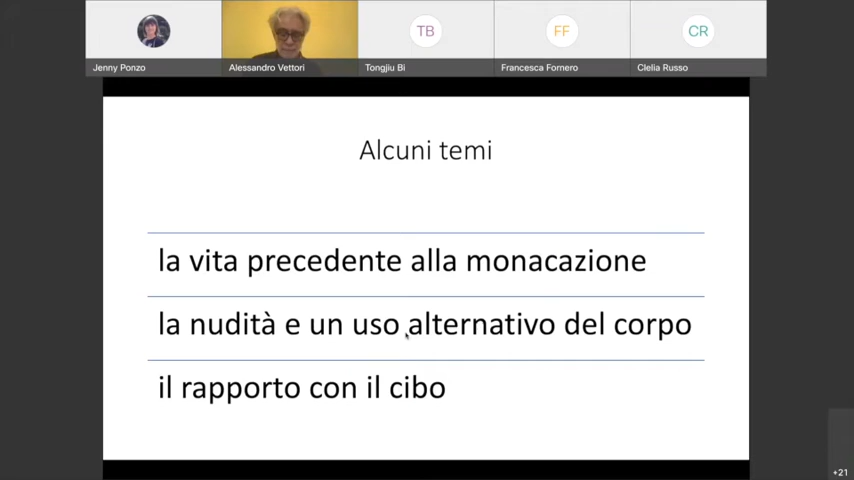 TB
FF
CR
Jenny Ponzo
Alessandro Vettori
Tongjiu Bi
Francesca Fornero
Clelia Russo
Alcuni temi
la vita precedente alla monacazione
la nudità e un uso alternativo del corpo
il rapporto con il cibo
+21